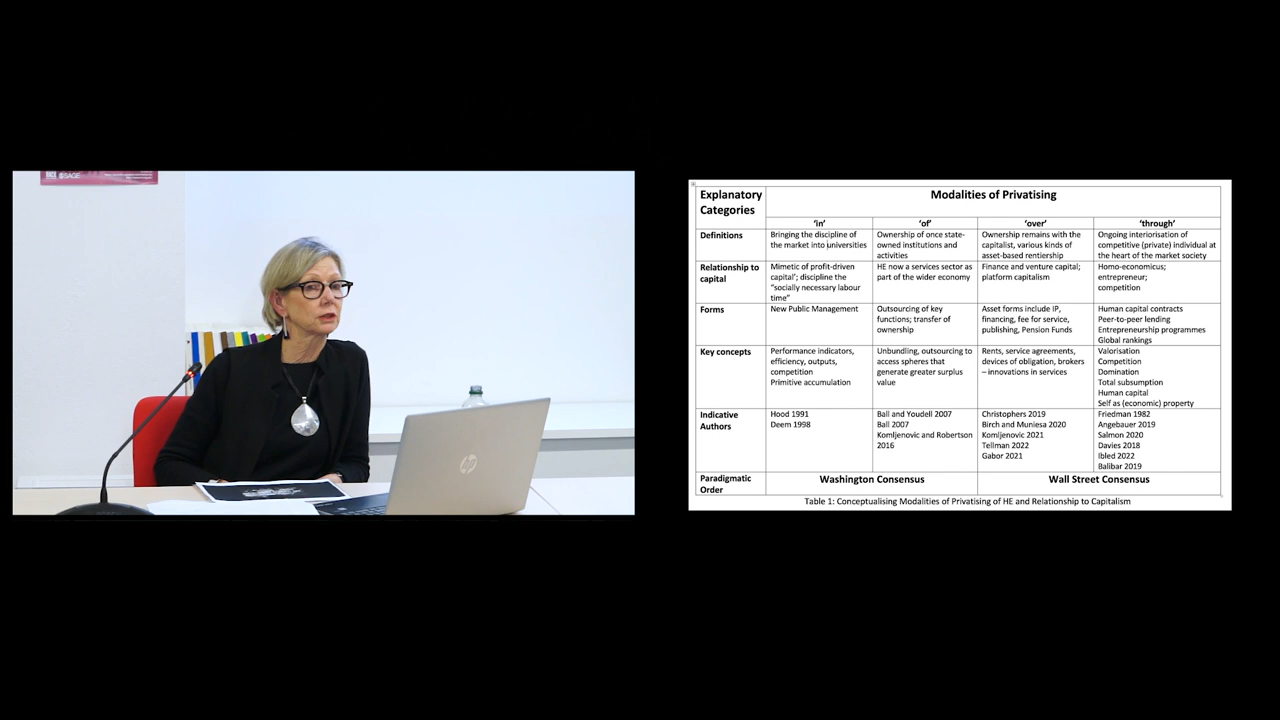 SAGE
hp
Explanatory
Categories
Modalities of Privatising
'in'
'of'
'over'
'through'
Definitions
Bringing the discipline of
the market into universities
Ownership of once state-
owned institutions and
activities
Ownership remains with the
capitalist, various kinds of
asset-based rentiership
Ongoing interiorisation of
competitive (private) individual at
the heart of the market society
Relationship to
capital
Mimetic of profit-driven
capital'; discipline the
"socially necessary labour
time"
HE now a services sector as
part of the wider economy
Finance and venture capital;
platform capitalism
Homo-economicus;
entrepreneur;
competition
Forms
New Public Management
Outsourcing of key
functions; transfer of
ownership
Asset forms include IP,
financing, fee for service,
publishing, Pension Funds
Human capital contracts
Peer-to-peer lending
Entrepreneurship programmes
Global rankings
Key concepts
Performance indicators,
efficiency, outputs,
competition
Primitive accumulation
Unbundling, outsourcing to
access spheres that
generate greater surplus
value
Rents, service agreements,
devices of obligation, brokers
– innovations in services
Valorisation
Competition
Domination
Total subsumption
Human capital
Self as (economic) property
Indicative
Authors
Hood 1991
Deem 1998
Ball and Youdell 2007
Ball 2007
Komljenovic and Robertson
2016
Christophers 2019
Birch and Muniesa 2020
Komljenovic 2021
Tellman 2022
Gabor 2021
Friedman 1982
Angebauer 2019
Salmon 2020
Davies 2018
Ibled 2022
Balibar 2019
Paradigmatic
Order
Washington Consensus
Wall Street Consensus
Table 1: Conceptualising Modalities of Privatising of HE and Relationship to Capitalism